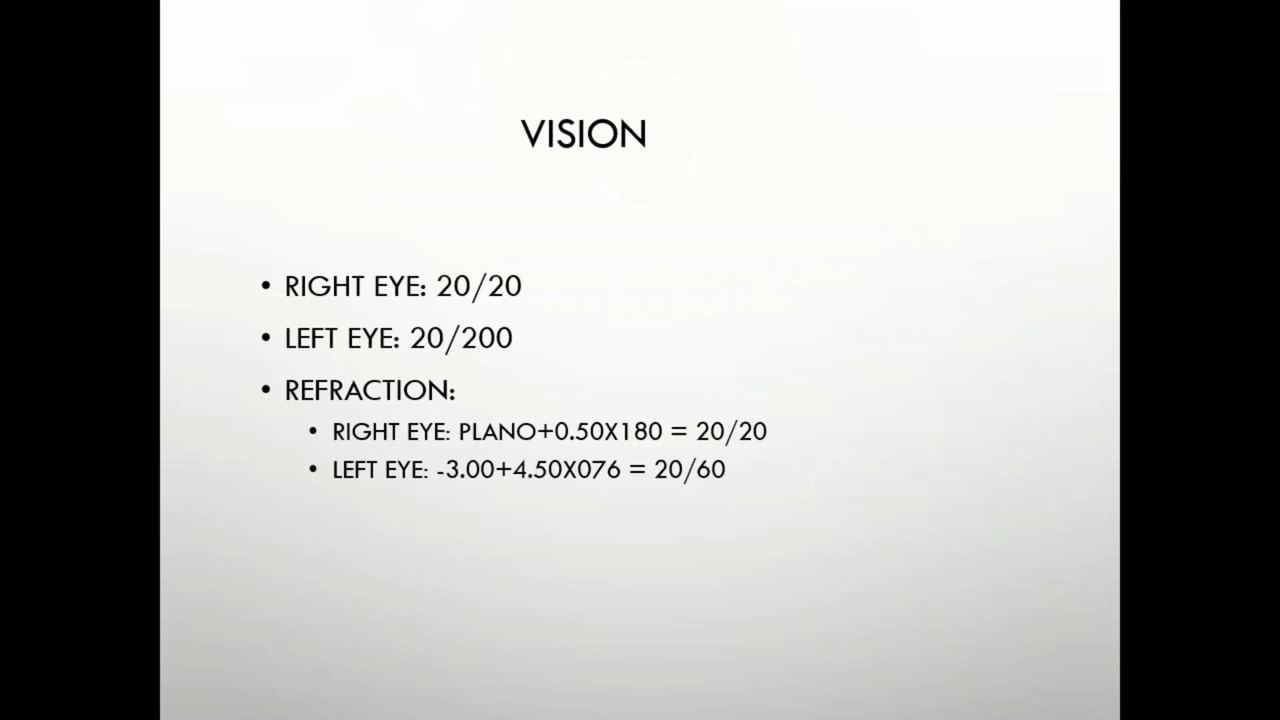 VISION
• RIGHT EYE: 20/20
• LEFT EYE: 20/200
• REFRACTION:
• RIGHT EYE: PLANO+0.50X180 = 20/20
• LEFT EYE: -3.00+4.50X076 = 20/60